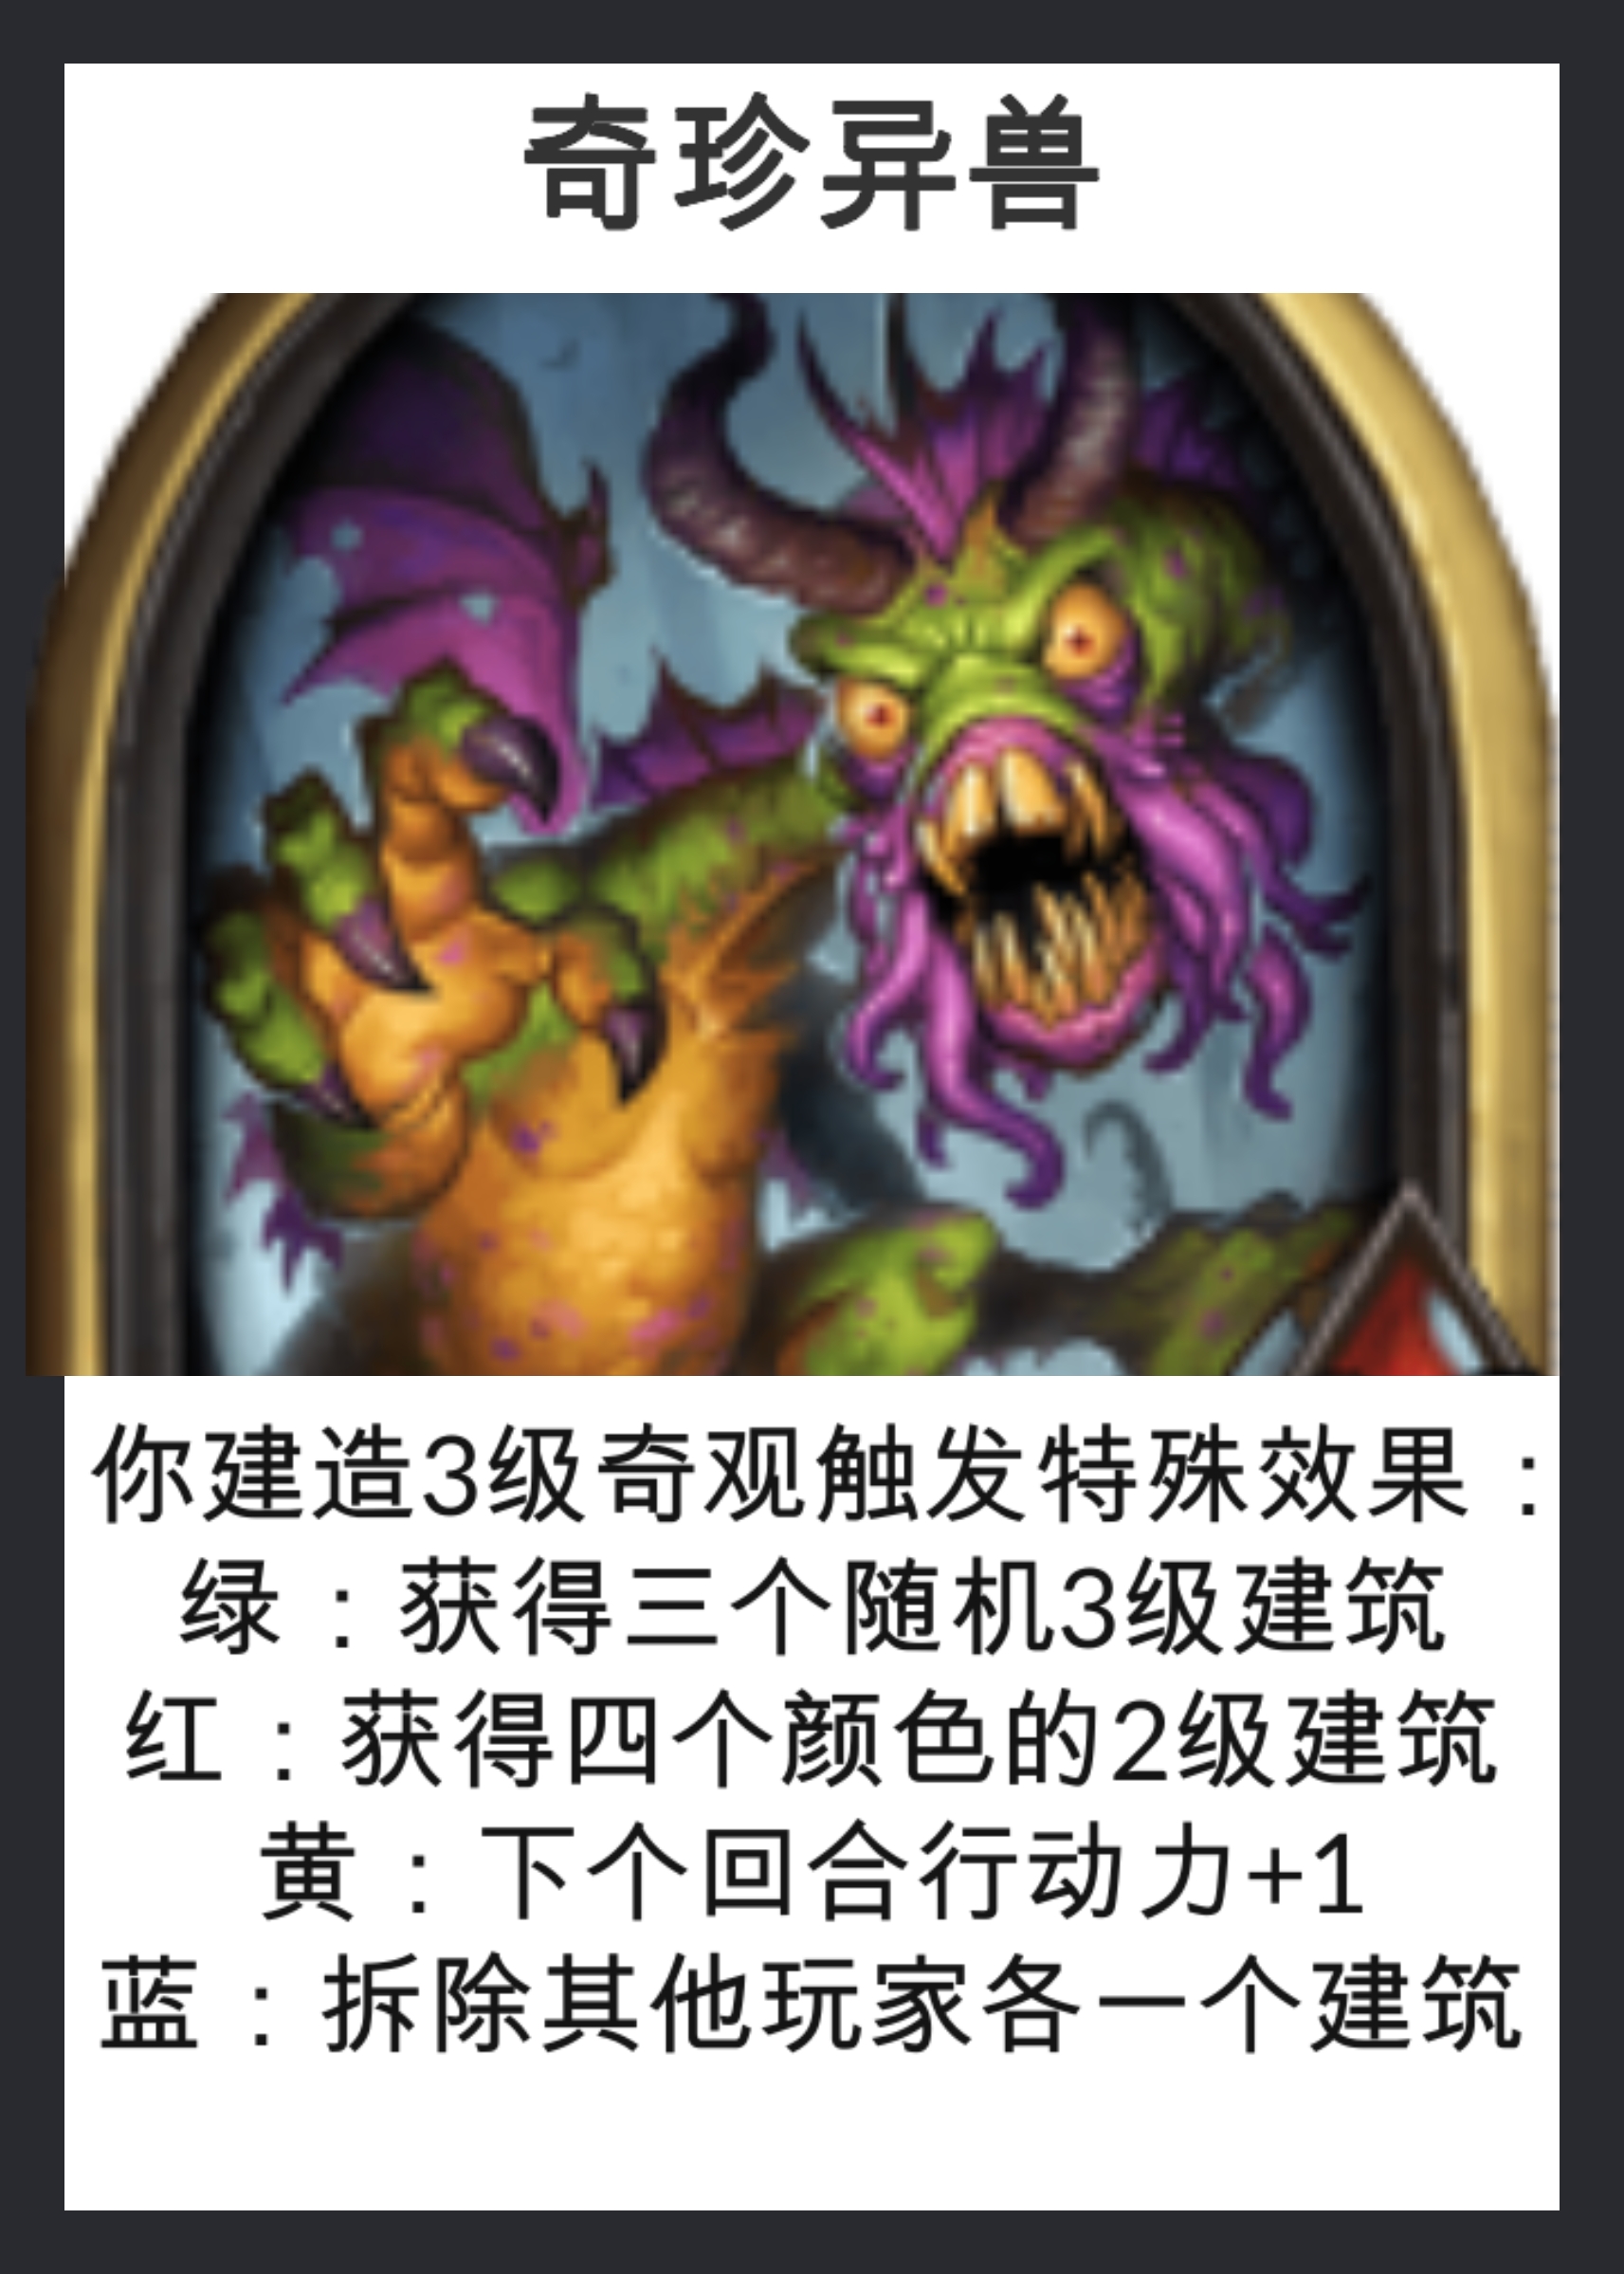 奇珍异兽
你建造3级奇观触发特殊效果：
绿：获得三个随机3级建筑
红：获得四个颜色的2级建筑
黄：下个回合行动力+1
蓝：拆除其他玩家各一个建筑